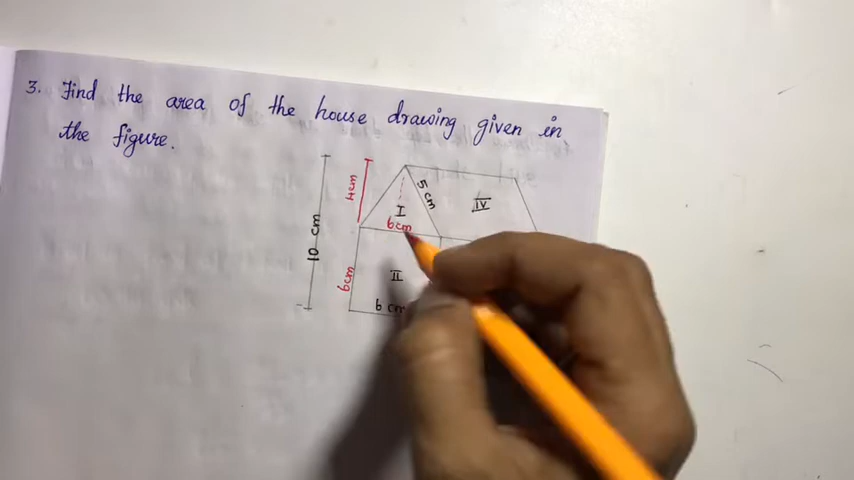 3. Find the area of the house drawing given in
the figure.
4cm
5 cm
10 cm
I
IV
6cm
6cm
II
6 cm